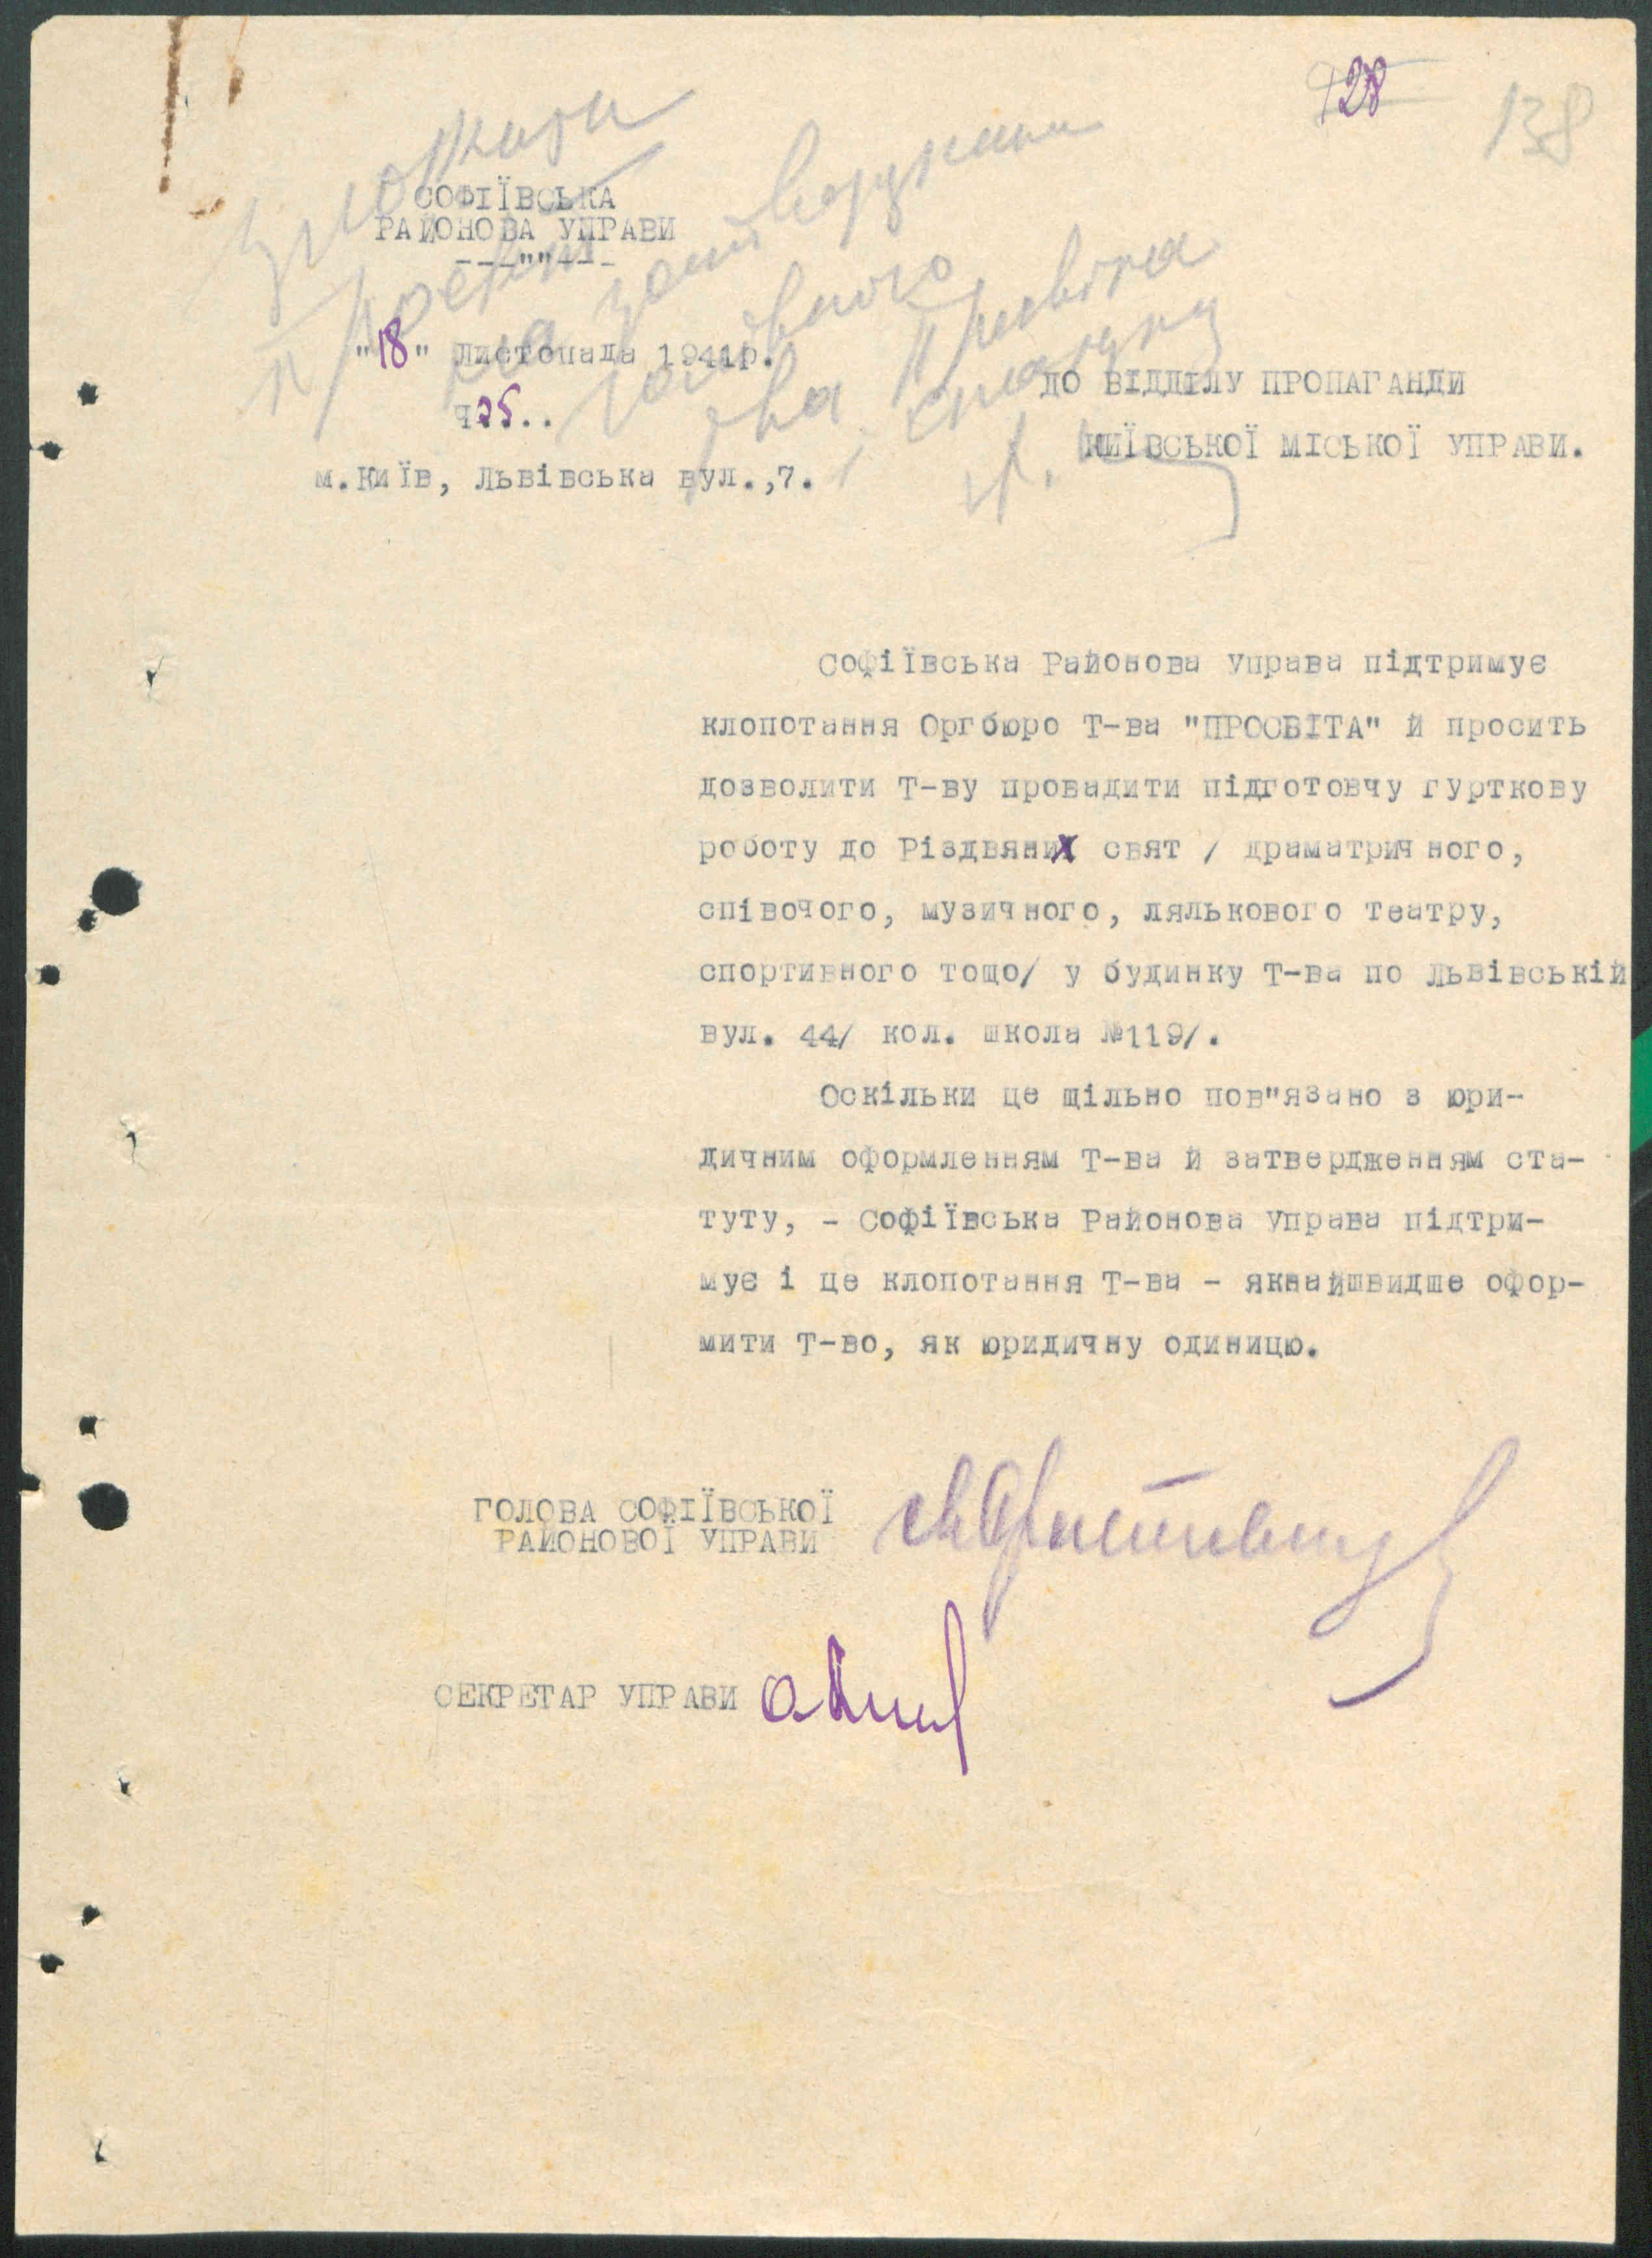 128
138
СОФІЇВСЬКА
РАЙОНОВА УПРАВИ
"18" листопада 1941р.
ч.25..
м.Київ, Львівська вул.,7.
ДО ВІДДІЛУ ПРОПАГАНДИ
КИЇВСЬКОЇ МІСЬКОЇ УПРАВИ.
Софіївська Районова Управа підтримує
клопотання Оргбюро Т-ва "ПРОСВІТА" й просить
дозволити Т-ву провадити підготовчу гурткову
роботу до Різдвяних свят / драматричного,
співочого, музичного, лялькового театру,
спортивного тощо/ у будинку Т-ва по Львівській
вул. 44/ кол. школа №119/.
Оскільки це щільно пов"язано з юри-
дичним оформленням Т-ва й затвердженням ста-
туту, - Софіївська Районова Управа підтри-
мує і це клопотання Т-ва - якнайшвидше офор-
мити Т-во, як юридичну одиницю.
ГОЛОВА СОФІЇВСЬКОЇ
РАЙОНОВОЇ УПРАВИ
СЕКРЕТАР УПРАВИ